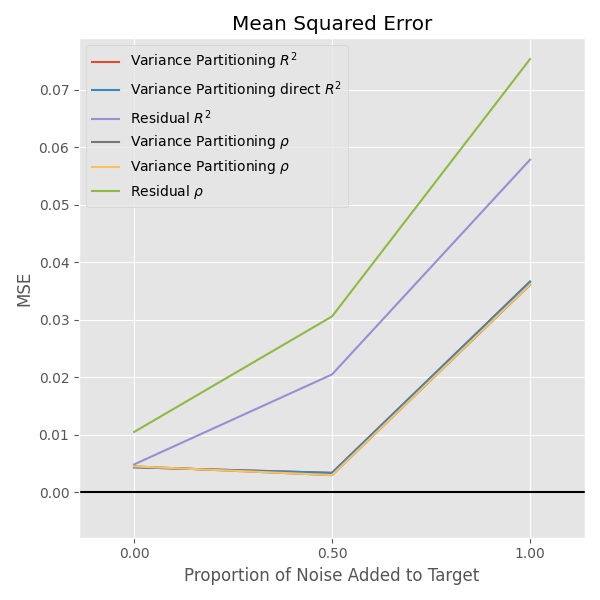 Mean Squared Error
Variance Partitioning R²
Variance Partitioning direct R²
Residual R²
Variance Partitioning ρ
Variance Partitioning ρ
Residual ρ
MSE
0.07
0.06
0.05
0.04
0.03
0.02
0.01
0.00
0.00 0.50 1.00
Proportion of Noise Added to Target